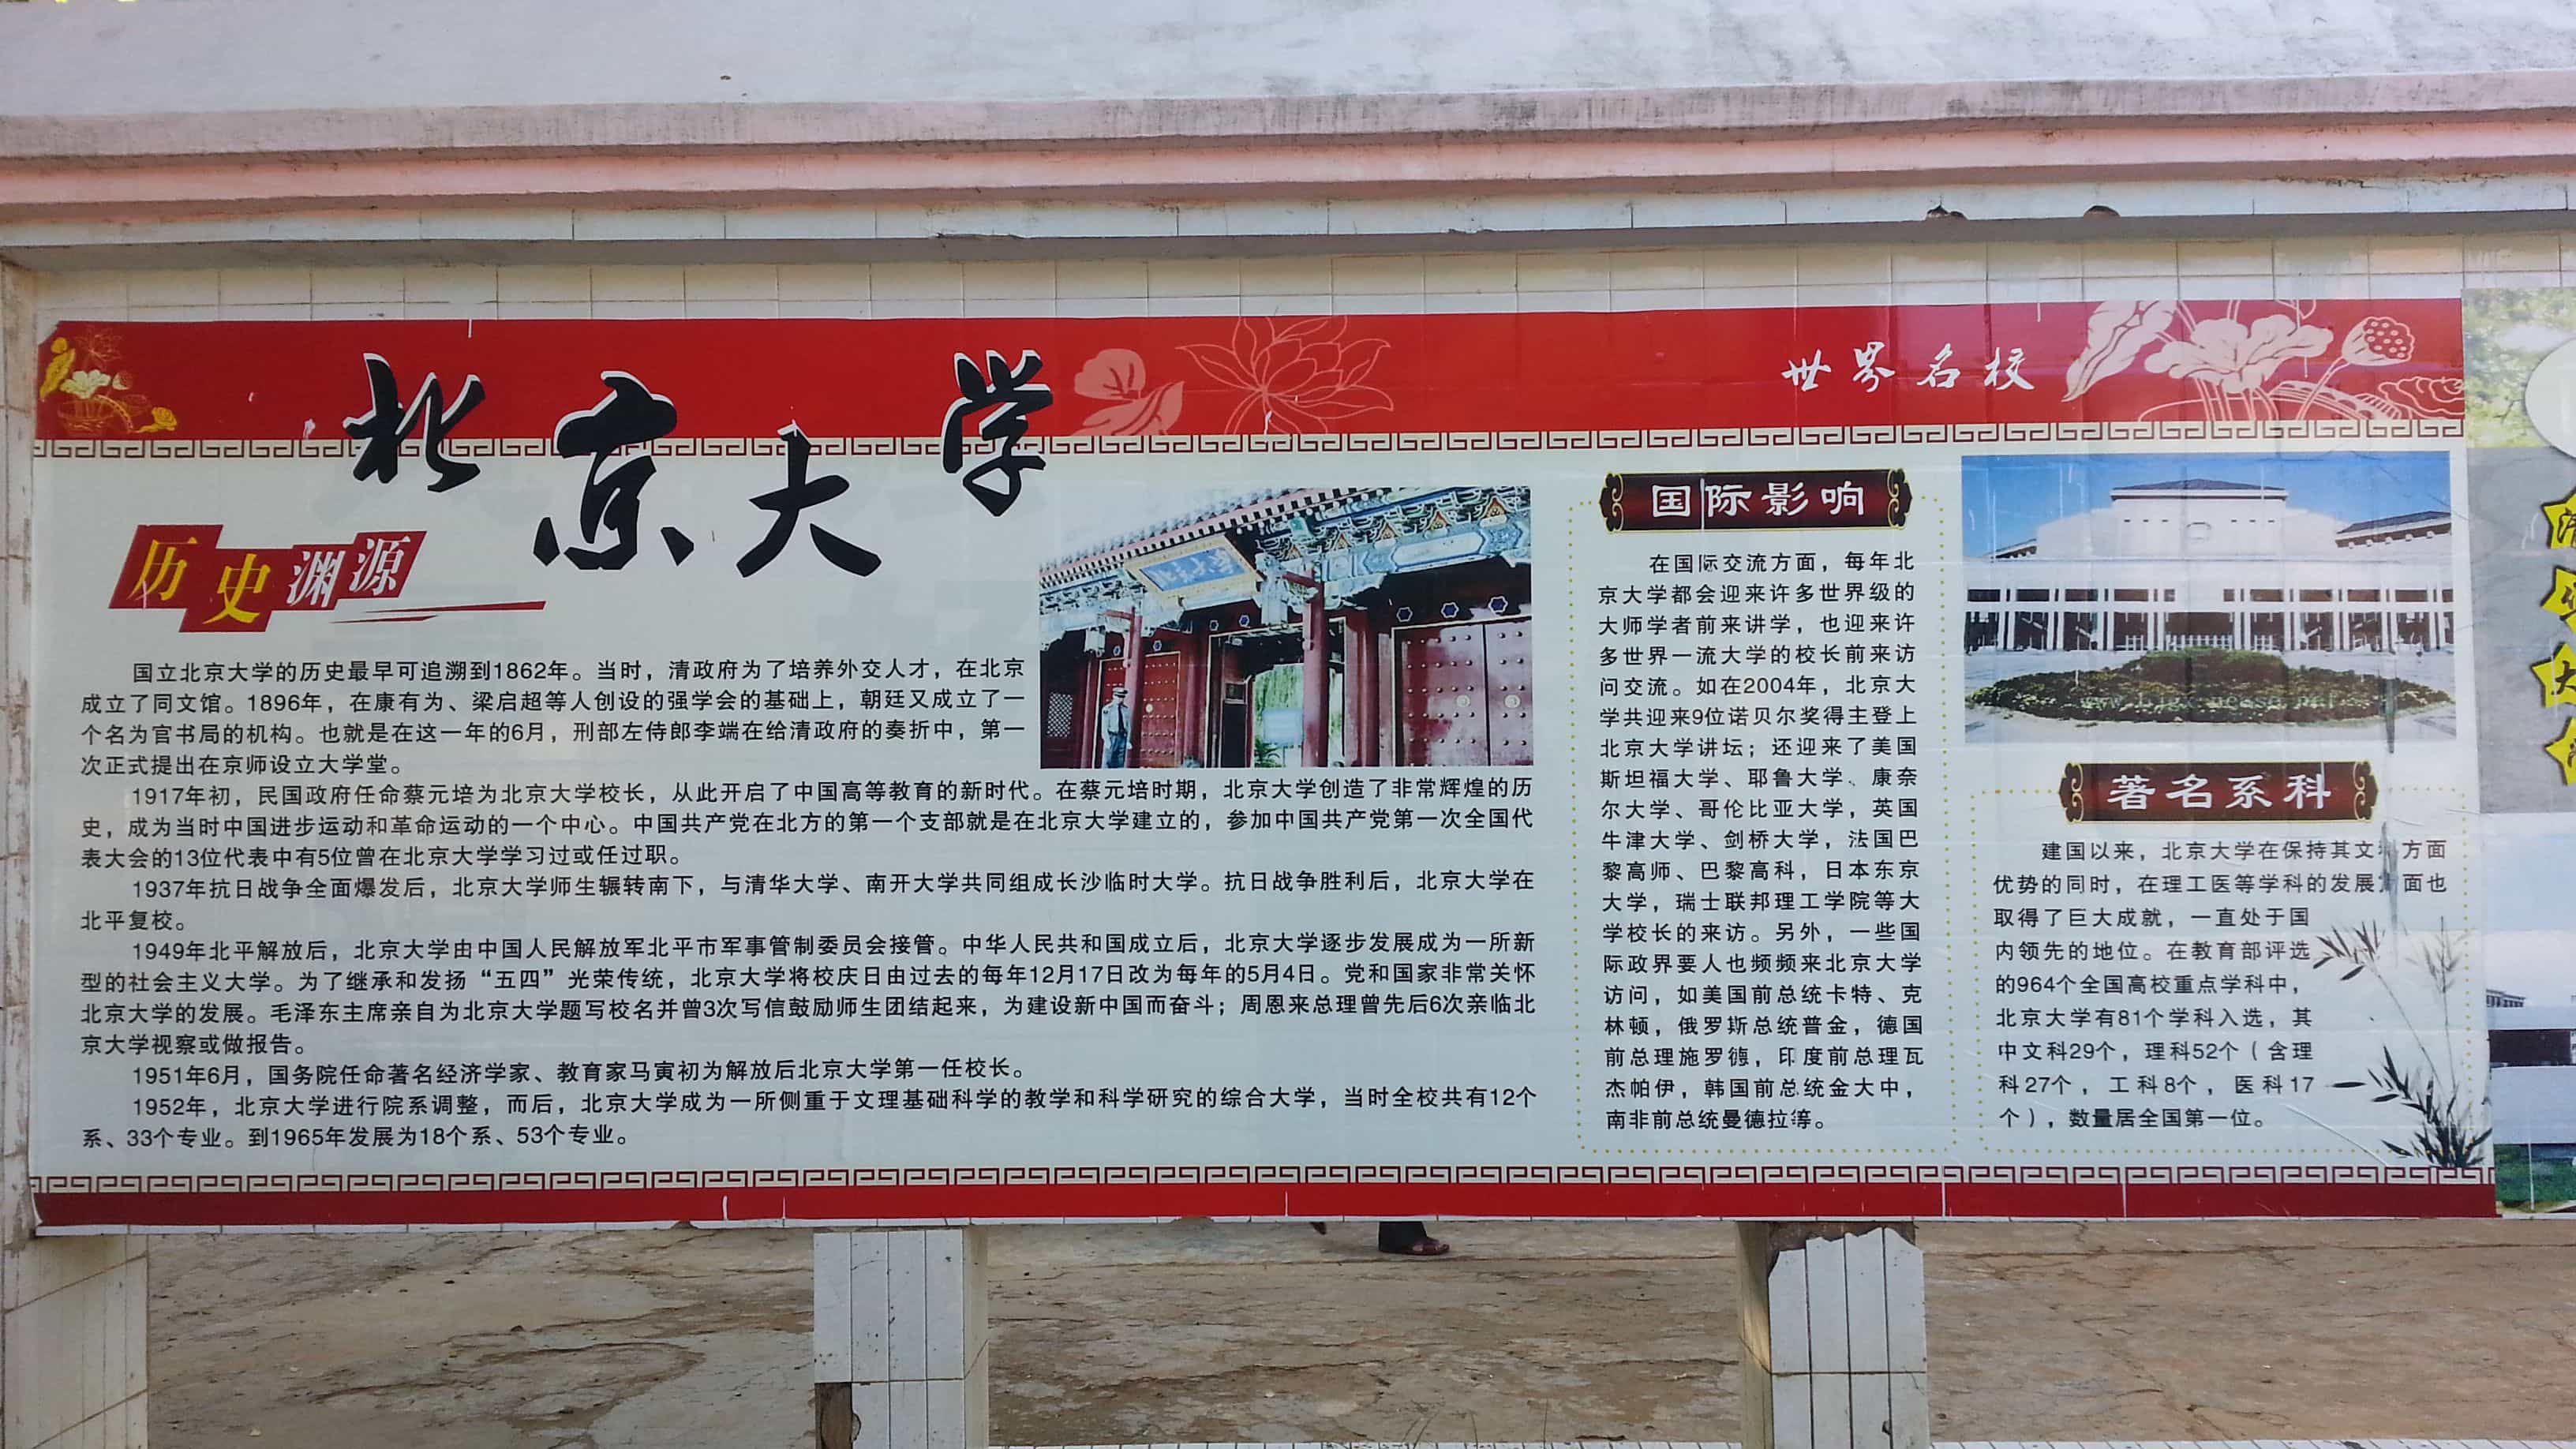 北京大学
世界名校
历史渊源
国立北京大学的历史最早可追溯到1862年。当时，清政府为了培养外交人才，在北京
成立了同文馆。1896年，在康有为、梁启超等人创设的强学会的基础上，朝廷又成立了一
个名为官书局的机构。也就是在这一年的6月，刑部左侍郎李端在给清政府的奏折中，第一
次正式提出在京师设立大学堂。
1917年初，民国政府任命蔡元培为北京大学校长，从此开启了中国高等教育的新时代。在蔡元培时期，北京大学创造了非常辉煌的历
史，成为当时中国进步运动和革命运动的一个中心。中国共产党在北方的第一个支部就是在北京大学建立的，参加中国共产党第一次全国代
表大会的13位代表中有5位曾在北京大学学习过或任过职。
1937年抗日战争全面爆发后，北京大学师生辗转南下，与清华大学、南开大学共同组成长沙临时大学。抗日战争胜利后，北京大学在
北平复校。
1949年北平解放后，北京大学由中国人民解放军北平市军事管制委员会接管。中华人民共和国成立后，北京大学逐步发展成为一所新
型的社会主义大学。为了继承和发扬“五四”光荣传统，北京大学将校庆日由过去的每年12月17日改为每年的5月4日。党和国家非常关怀
北京大学的发展。毛泽东主席亲自为北京大学题写校名并曾3次写信鼓励师生团结起来，为建设新中国而奋斗；周恩来总理曾先后6次亲临北
京大学视察或做报告。
1951年6月，国务院任命著名经济学家、教育家马寅初为解放后北京大学第一任校长。
1952年，北京大学进行院系调整，而后，北京大学成为一所侧重于文理基础科学的教学和科学研究的综合大学，当时全校共有12个
系、33个专业。到1965年发展为18个系、53个专业。
国际影响
在国际交流方面，每年北
京大学都会迎来许多世界级的
大师学者前来讲学，也迎来许
多世界一流大学的校长前来访
问交流。如在2004年，北京大
学共迎来9位诺贝尔奖得主登上
北京大学讲坛；还迎来了美国
斯坦福大学、耶鲁大学、康奈
尔大学、哥伦比亚大学，英国
牛津大学、剑桥大学，法国巴
黎高师、巴黎高科，日本东京
大学，瑞士联邦理工学院等大
学校长的来访。另外，一些国
际政界要人也频频来北京大学
访问，如美国前总统卡特、克
林顿，俄罗斯总统普金，德国
前总理施罗德，印度前总理瓦
杰帕伊，韩国前总统金大中，
南非前总统曼德拉等。
著名系科
建国以来，北京大学在保持其文 方面
优势的同时，在理工医等学科的发展 面也
取得了巨大成就，一直处于国
内领先的地位。在教育部评选
的964个全国高校重点学科中，
北京大学有81个学科入选，其
中文科29个，理科52个（含理
科27个，工科8个，医科17
个），数量居全国第一位。